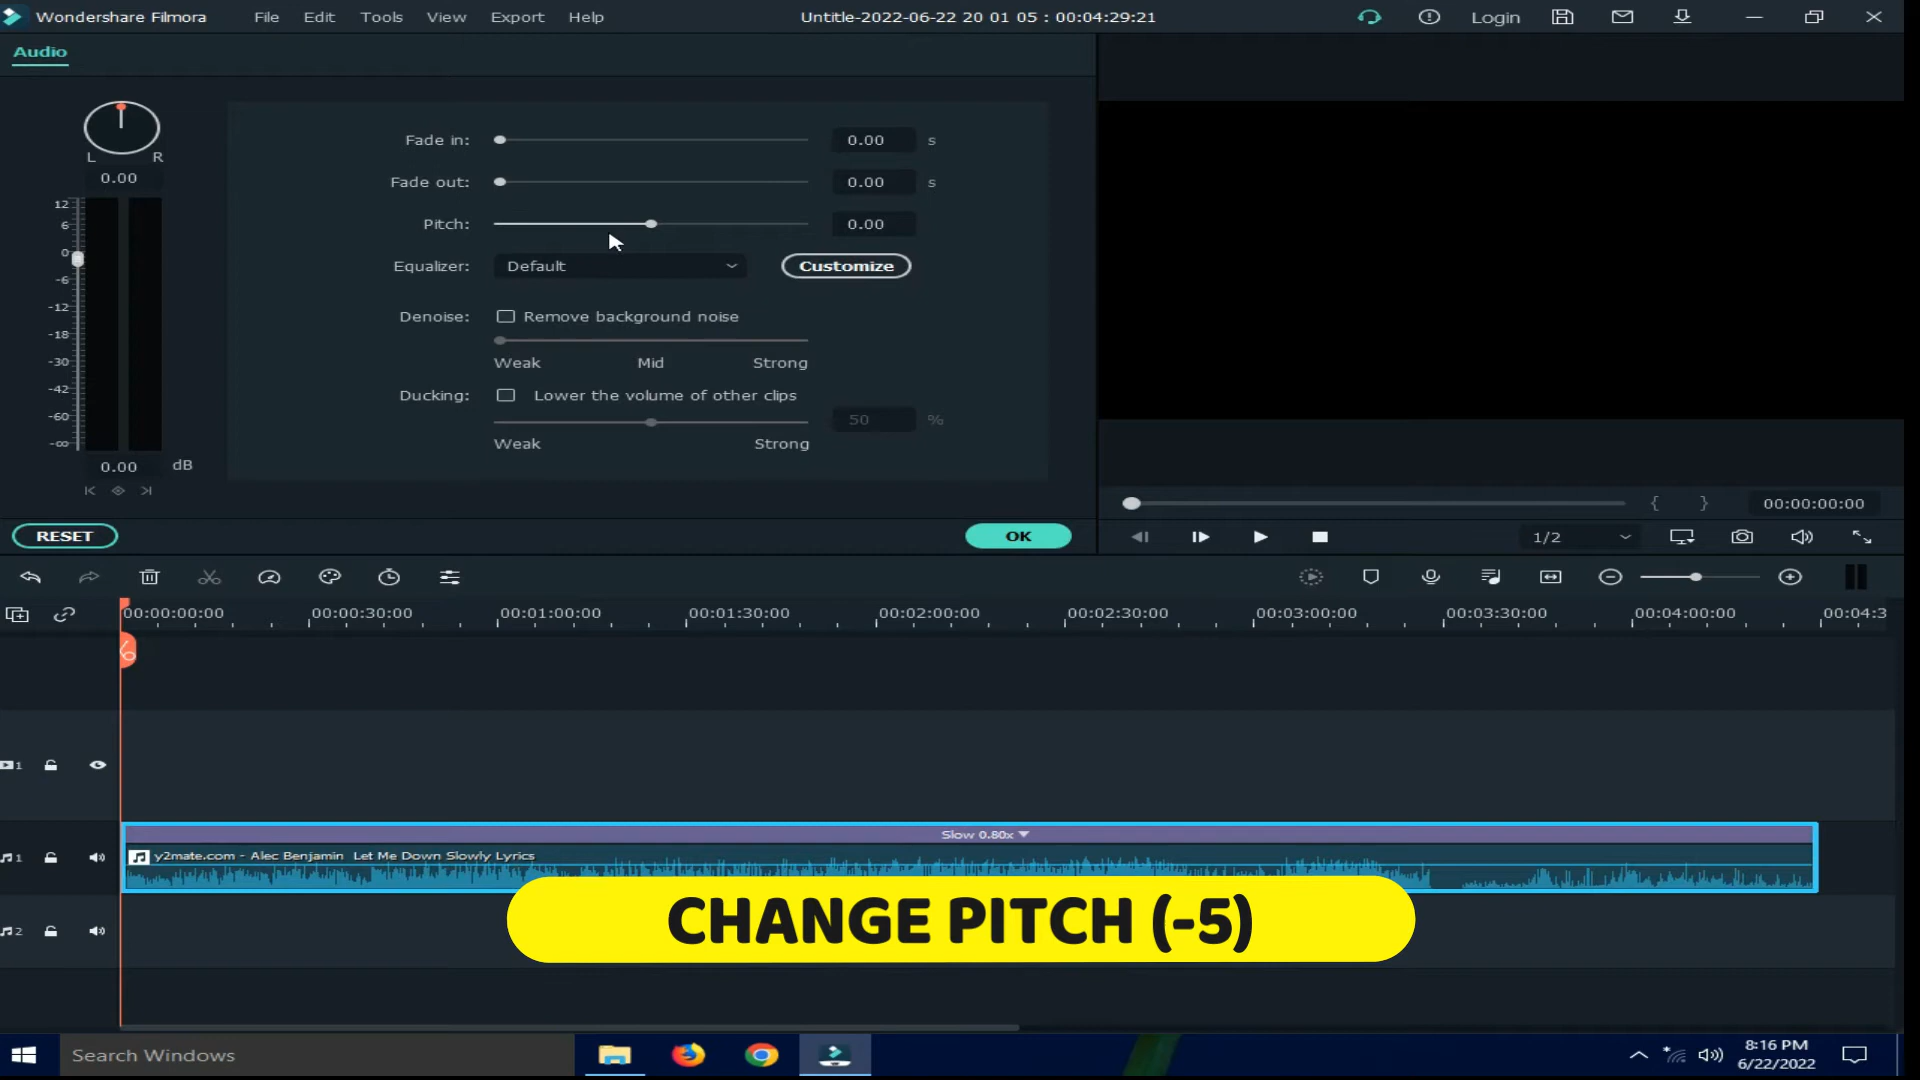 Wondershare Filmora File Edit Tools View Export Help Untitle-2022-06-22 20 01 05 : 00:04:29:21 Login
Audio
L R
0.00
12
6
0
-6
-12
-18
-30
-42
-60
-∞
0.00 dB
Fade in: 0.00 s
Fade out: 0.00 s
Pitch: 0.00
Equalizer: Default Customize
Denoise: Remove background noise
Weak Mid Strong
Ducking: Lower the volume of other clips
50 %
Weak Strong
{ } 00:00:00:00
RESET OK
1/2
00:00:00:00 00:00:30:00 00:01:00:00 00:01:30:00 00:02:00:00 00:02:30:00 00:03:00:00 00:03:30:00 00:04:00:00 00:04:3
1
Slow 0.80x
1 y2mate.com - Alec Benjamin Let Me Down Slowly Lyrics
2
CHANGE PITCH (-5)
Search Windows
8:16 PM
6/22/2022